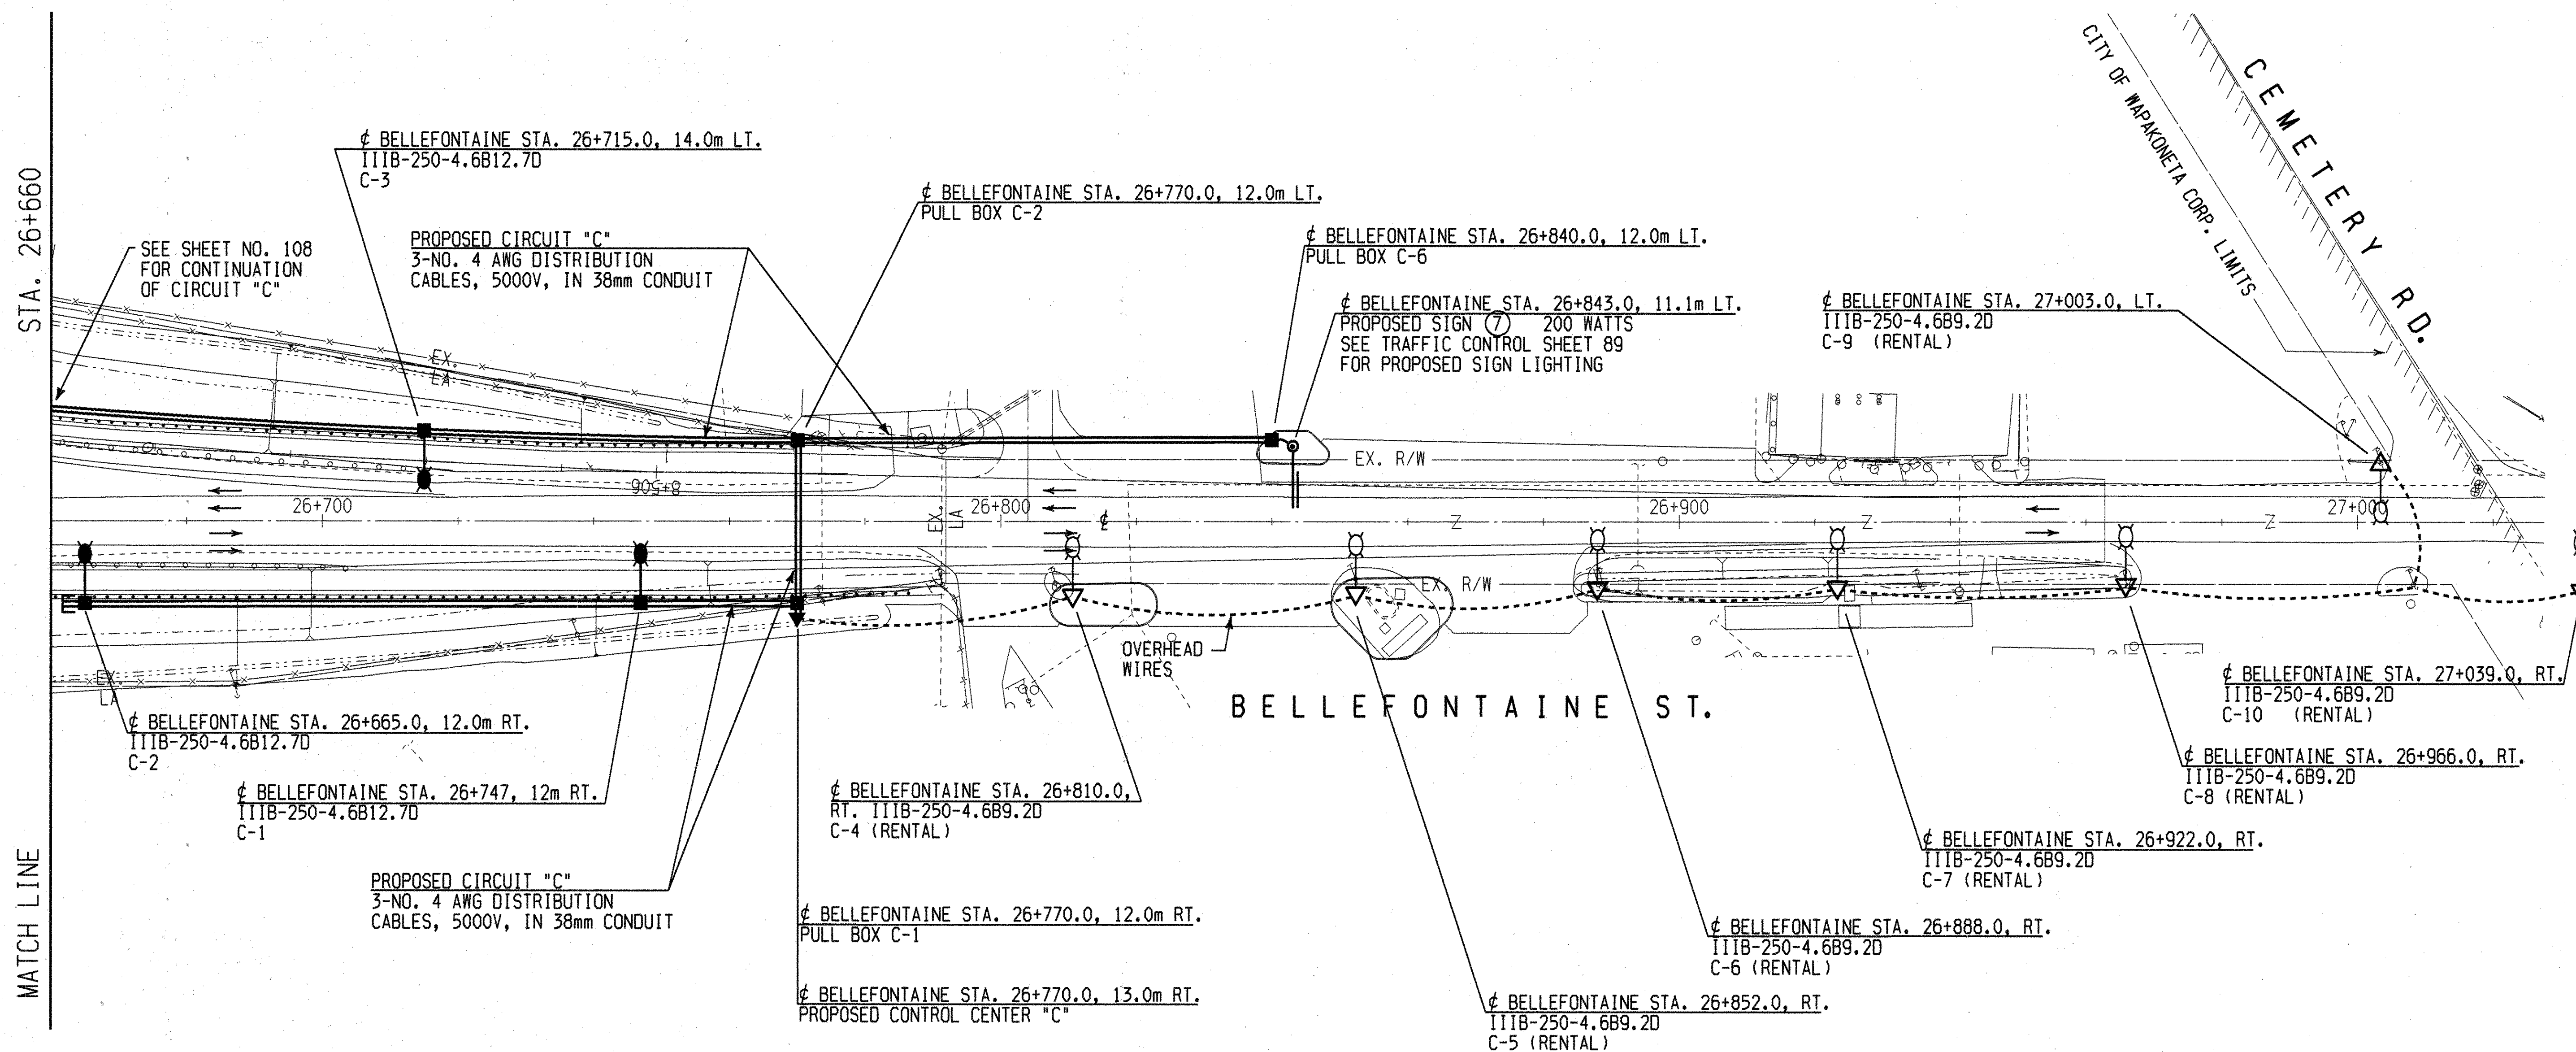 STA. 26+660
MATCH LINE
SEE SHEET NO. 108
FOR CONTINUATION
OF CIRCUIT "C"
₵ BELLEFONTAINE STA. 26+715.0, 14.0m LT.
IIIB-250-4.6B12.7D
C-3
PROPOSED CIRCUIT "C"
3-NO. 4 AWG DISTRIBUTION
CABLES, 5000V, IN 38mm CONDUIT
₵ BELLEFONTAINE STA. 26+770.0, 12.0m LT.
PULL BOX C-2
₵ BELLEFONTAINE STA. 26+840.0, 12.0m LT.
PULL BOX C-6
₵ BELLEFONTAINE STA. 26+843.0, 11.1m LT.
PROPOSED SIGN 7 200 WATTS
SEE TRAFFIC CONTROL SHEET 89
FOR PROPOSED SIGN LIGHTING
₵ BELLEFONTAINE STA. 27+003.0, LT.
IIIB-250-4.6B9.2D
C-9 (RENTAL)
CITY OF WAPAKONETA CORP. LIMITS
CEMETERY RD.
EX.
LA
EX. R/W
8+506
26+700
26+800
26+900
27+000
EX.
LA
₵
EX. R/W
EX.
LA
OVERHEAD
WIRES
BELLEFONTAINE ST.
₵ BELLEFONTAINE STA. 26+665.0, 12.0m RT.
IIIB-250-4.6B12.7D
C-2
₵ BELLEFONTAINE STA. 26+747, 12m RT.
IIIB-250-4.6B12.7D
C-1
PROPOSED CIRCUIT "C"
3-NO. 4 AWG DISTRIBUTION
CABLES, 5000V, IN 38mm CONDUIT
₵ BELLEFONTAINE STA. 26+810.0,
RT. IIIB-250-4.6B9.2D
C-4 (RENTAL)
₵ BELLEFONTAINE STA. 26+770.0, 12.0m RT.
PULL BOX C-1
₵ BELLEFONTAINE STA. 26+770.0, 13.0m RT.
PROPOSED CONTROL CENTER "C"
₵ BELLEFONTAINE STA. 26+852.0, RT.
IIIB-250-4.6B9.2D
C-5 (RENTAL)
₵ BELLEFONTAINE STA. 26+888.0, RT.
IIIB-250-4.6B9.2D
C-6 (RENTAL)
₵ BELLEFONTAINE STA. 26+922.0, RT.
IIIB-250-4.6B9.2D
C-7 (RENTAL)
₵ BELLEFONTAINE STA. 26+966.0, RT.
IIIB-250-4.6B9.2D
C-8 (RENTAL)
₵ BELLEFONTAINE STA. 27+039.0, RT.
IIIB-250-4.6B9.2D
C-10 (RENTAL)